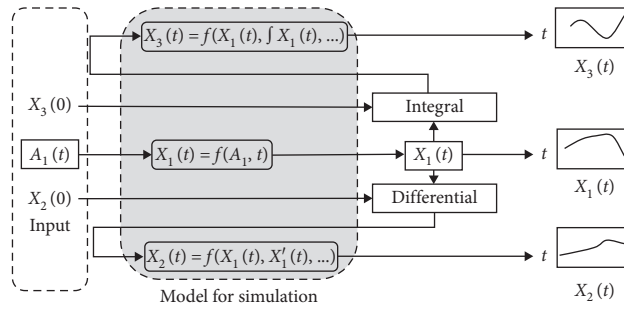 X₃(t) = f(X₁(t), ∫ X₁(t), ...)
t
X₃(t)
X₃(0)
Integral
A₁(t)
X₁(t) = f(A₁, t)
X₁(t)
t
X₁(t)
X₂(0)
Differential
Input
X₂(t) = f(X₁(t), X₁′(t), ...)
t
X₂(t)
Model for simulation